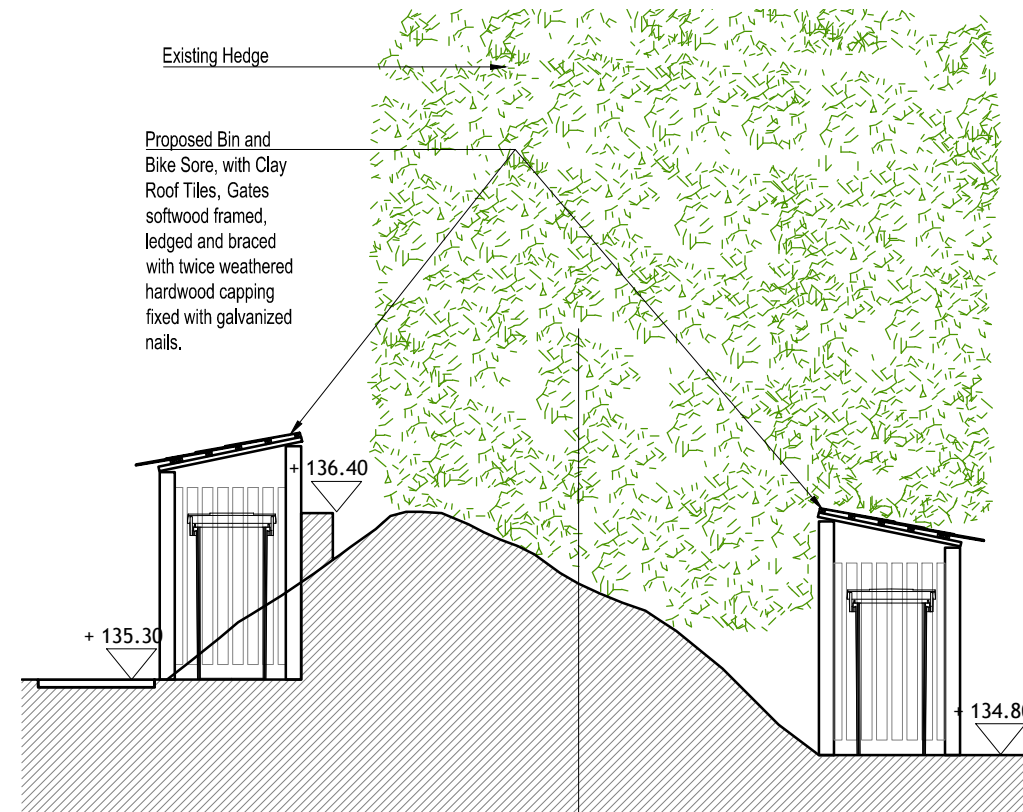 Existing Hedge
Proposed Bin and
Bike Sore, with Clay
Roof Tiles, Gates
softwood framed,
ledged and braced
with twice weathered
hardwood capping
fixed with galvanized
nails.
+ 136.40
+ 135.30
+ 134.80